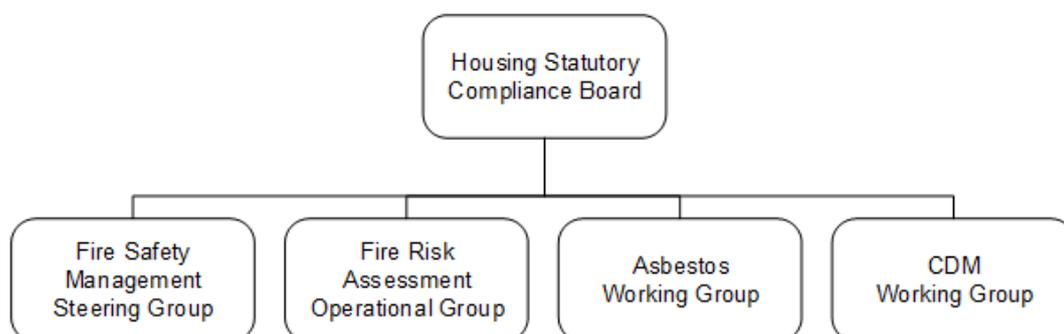 Housing Statutory
Compliance Board
Fire Safety
Management
Steering Group
Fire Risk
Assessment
Operational Group
Asbestos
Working Group
CDM
Working Group